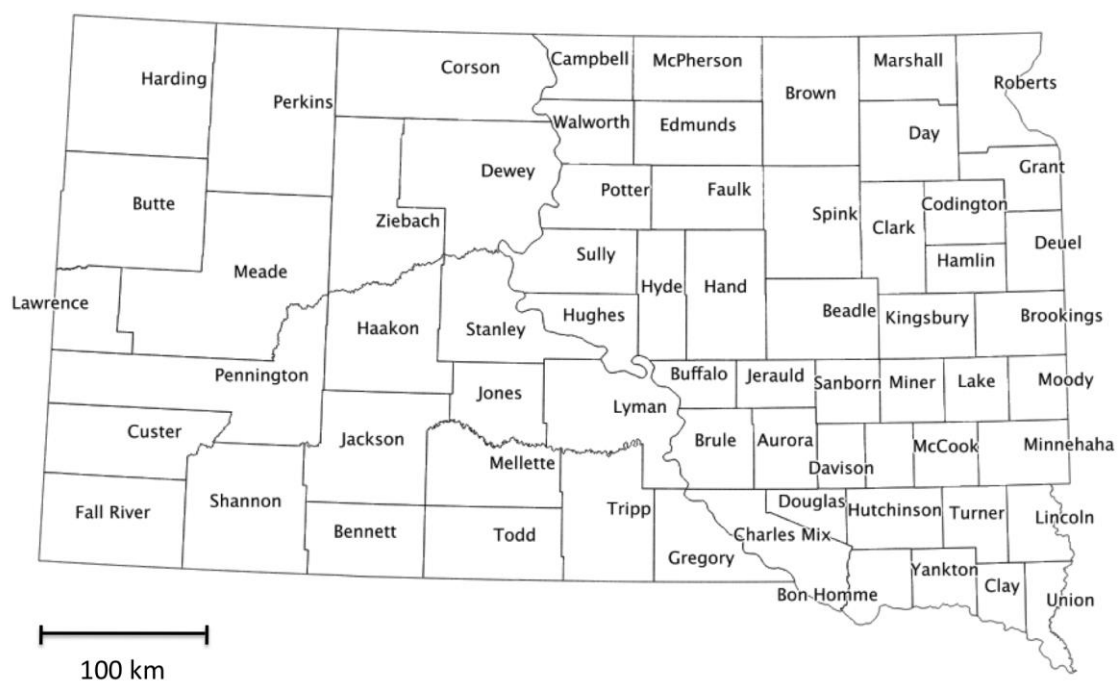 Harding
Perkins
Corson
Campbell
McPherson
Brown
Marshall
Roberts
Walworth
Edmunds
Day
Grant
Butte
Dewey
Potter
Faulk
Spink
Codington
Ziebach
Clark
Deuel
Meade
Sully
Hamlin
Lawrence
Haakon
Stanley
Hughes
Hyde
Hand
Beadle
Kingsbury
Brookings
Pennington
Jones
Buffalo
Jerauld
Sanborn
Miner
Lake
Moody
Custer
Jackson
Lyman
Brule
Aurora
Davison
McCook
Minnehaha
Mellette
Fall River
Shannon
Bennett
Todd
Tripp
Gregory
Charles Mix
Douglas
Hutchinson
Turner
Lincoln
Bon Homme
Yankton
Clay
Union
100 km